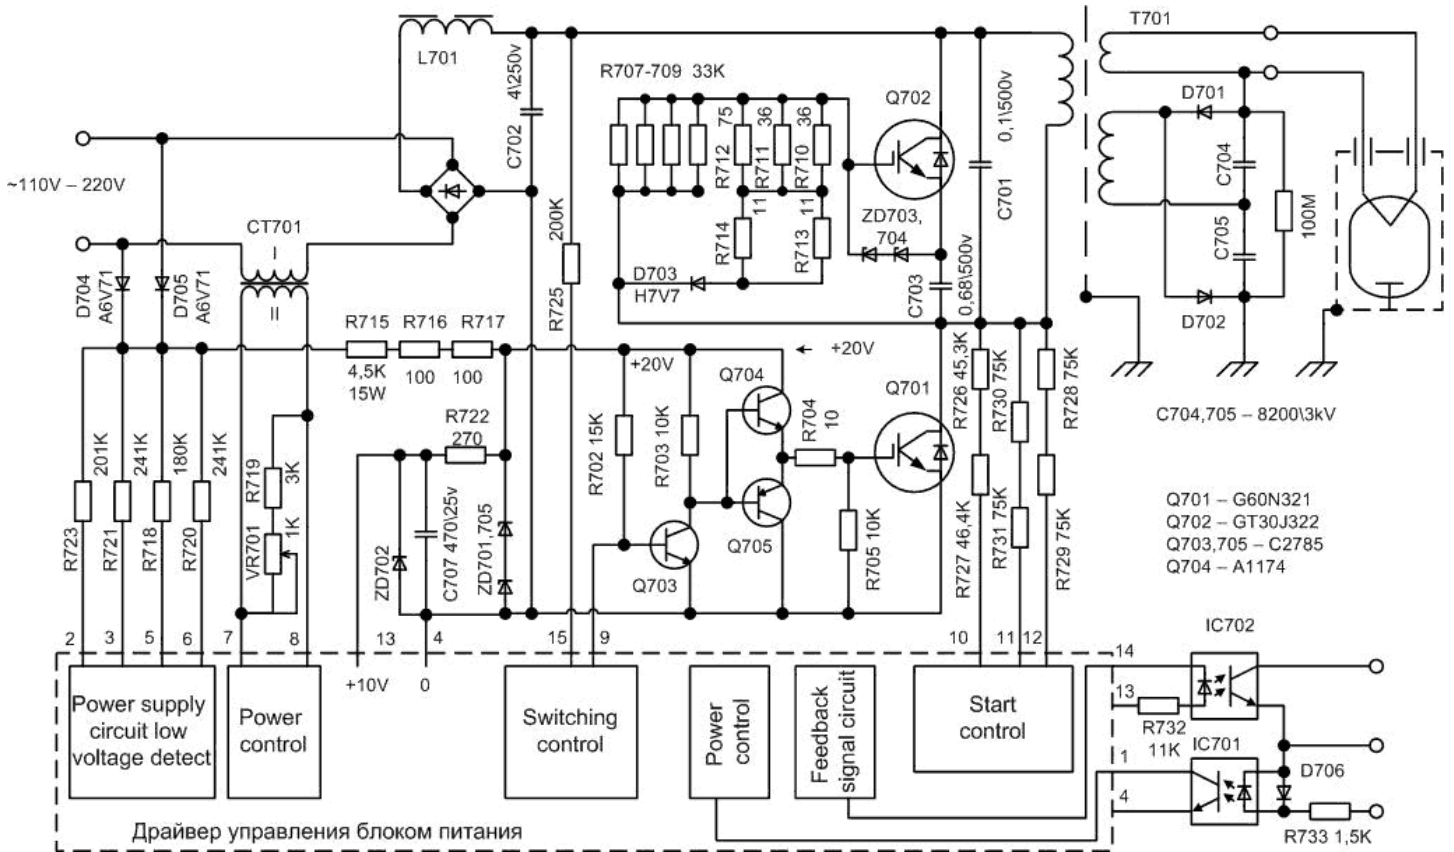 T701
L701
4\250v
C702
R707-709 33K
Q702
D701
0,1\500v
C701
75
R712
36
R711
36
R710
C704
~110V – 220V
CT701
I
II
200K
R725
11
R714
11
R713
ZD703,
704
C705
100M
D704
A6V71
D705
A6V71
D703
H7V7
C703
0,68\500v
D702
R715
R716
R717
4,5K
15W
100
100
+20V
← +20V
Q704
Q701
R726 45,3K
R730 75K
R728 75K
R704
10
C704,705 – 8200\3kV
R722
270
201K
241K
180K
241K
R719
3K
R702 15K
R703 10K
R723
R721
R718
R720
VR701
1K
ZD702
C707 470\25v
ZD701,705
Q703
Q705
R705 10K
R727 46,4K
R731 75K
R729 75K
Q701 – G60N321
Q702 – GT30J322
Q703,705 – C2785
Q704 – A1174
2
3
5
6
7
8
13
4
15
9
10
11
12
IC702
14
+10V
0
Power supply
circuit low
voltage detect
Power
control
Switching
control
Power
control
Feedback
signal circuit
Start
control
13
R732
11K
IC701
1
D706
4
R733 1,5K
Драйвер управления блоком питания